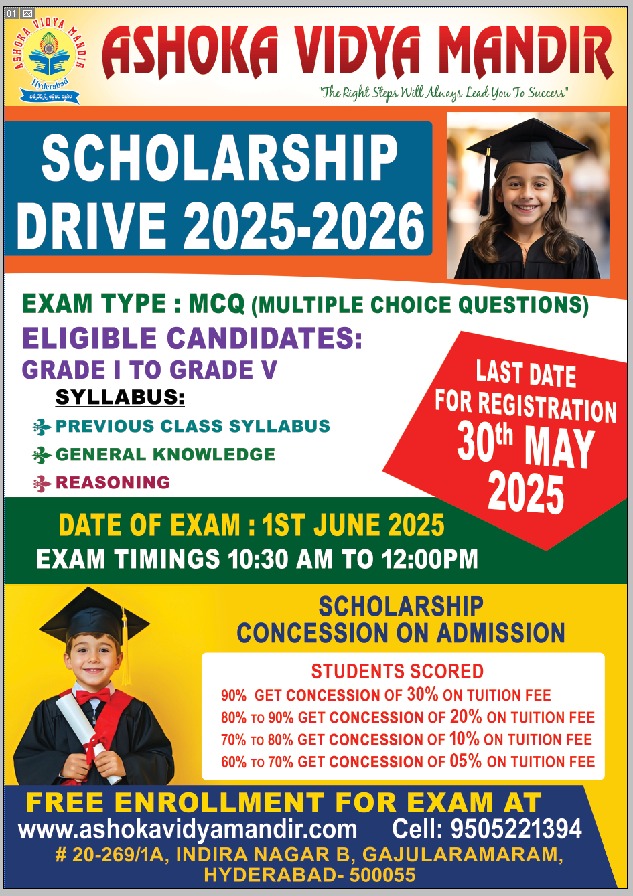 01
ASHOKA VIDYA MANDIR
Hyderabad
ASHOKA VIDYA MANDIR
"The Right Steps Will Always Lead You To Success"
SCHOLARSHIP
DRIVE 2025-2026
EXAM TYPE : MCQ (MULTIPLE CHOICE QUESTIONS)
ELIGIBLE CANDIDATES:
GRADE I TO GRADE V
SYLLABUS:
PREVIOUS CLASS SYLLABUS
GENERAL KNOWLEDGE
REASONING
LAST DATE
FOR REGISTRATION
30th MAY
2025
DATE OF EXAM : 1ST JUNE 2025
EXAM TIMINGS 10:30 AM TO 12:00PM
SCHOLARSHIP
CONCESSION ON ADMISSION
STUDENTS SCORED
90% GET CONCESSION OF 30% ON TUITION FEE
80% TO 90% GET CONCESSION OF 20% ON TUITION FEE
70% TO 80% GET CONCESSION OF 10% ON TUITION FEE
60% TO 70% GET CONCESSION OF 05% ON TUITION FEE
FREE ENROLLMENT FOR EXAM AT
www.ashokavidyamandir.com Cell: 9505221394
# 20-269/1A, INDIRA NAGAR B, GAJULARAMARAM,
HYDERABAD- 500055